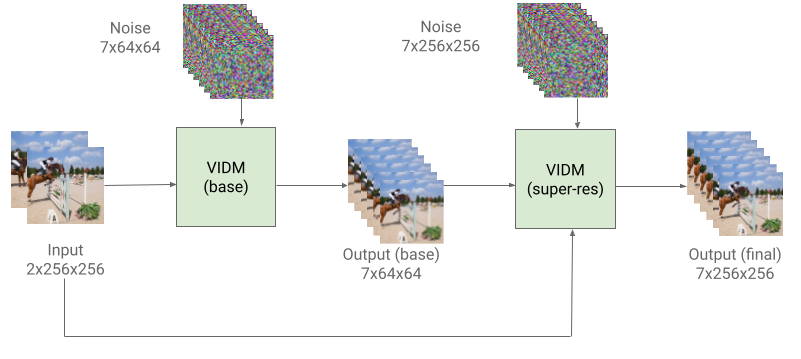 Noise
7x64x64
Noise
7x256x256
VIDM
(base)
VIDM
(super-res)
Input
2x256x256
Output (base)
7x64x64
Output (final)
7x256x256